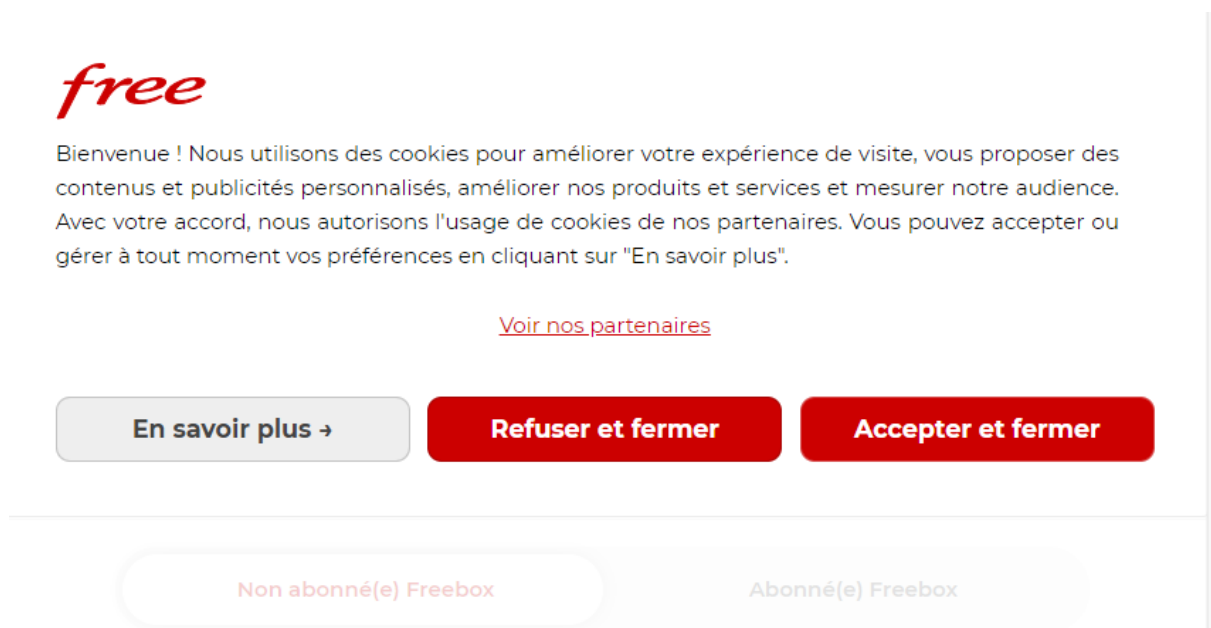 free
Bienvenue ! Nous utilisons des cookies pour améliorer votre expérience de visite, vous proposer des
contenus et publicités personnalisés, améliorer nos produits et services et mesurer notre audience.
Avec votre accord, nous autorisons l'usage de cookies de nos partenaires. Vous pouvez accepter ou
gérer à tout moment vos préférences en cliquant sur "En savoir plus".
Voir nos partenaires
En savoir plus → Refuser et fermer Accepter et fermer
Non abonné(e) Freebox Abonné(e) Freebox